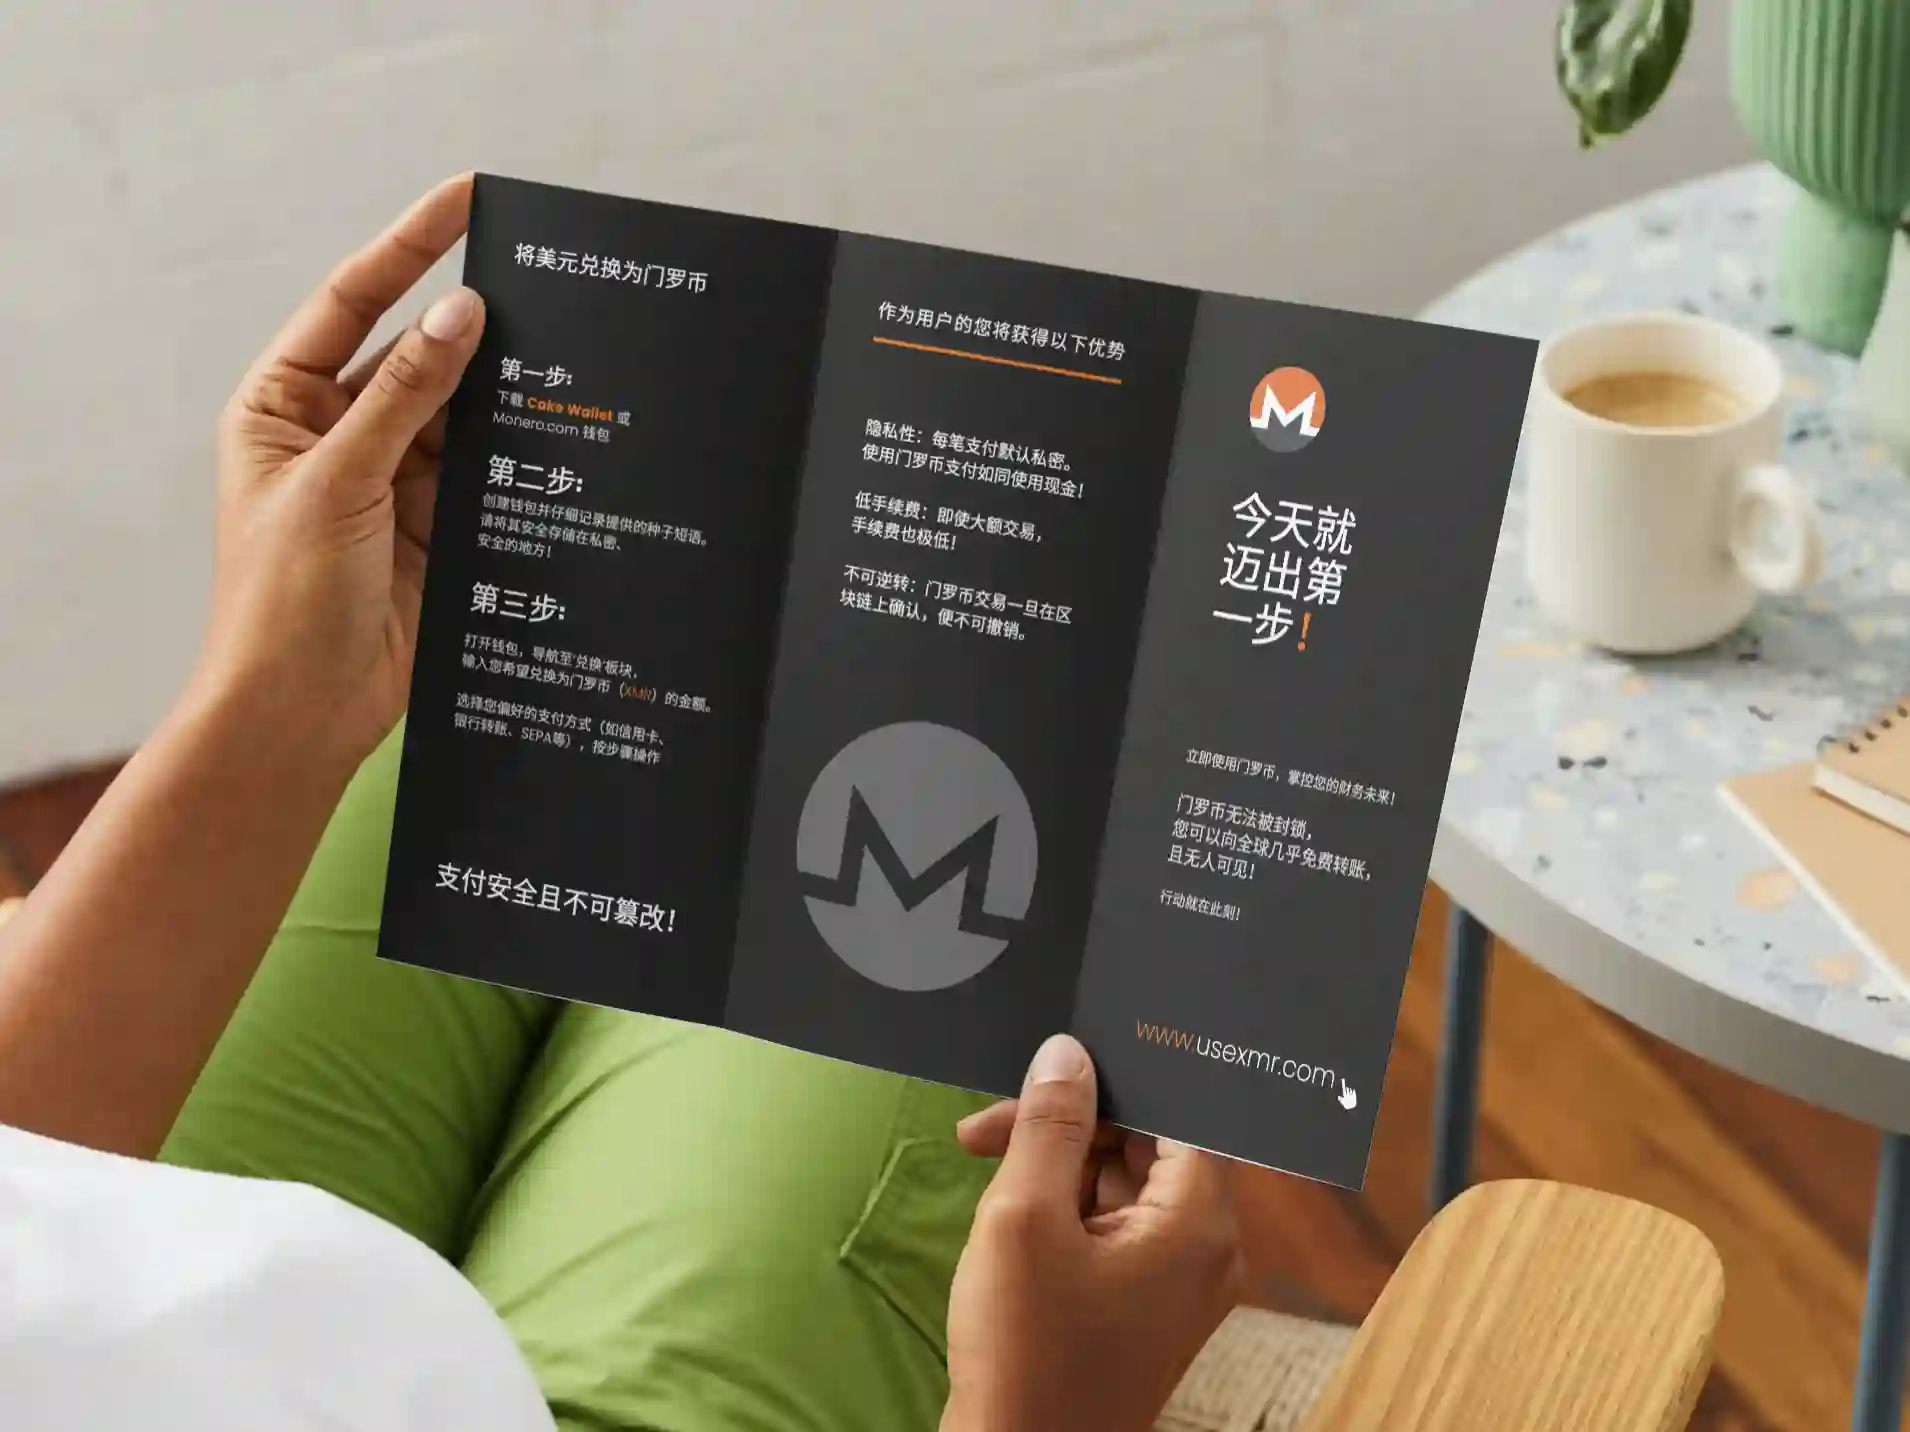 将美元兑换为门罗币
第一步:
下载 Cake Wallet 或
Monero.com 钱包
第二步:
创建钱包并仔细记录提供的种子短语。
请将其安全存储在私密、
安全的地方!
第三步:
打开钱包，导航至'兑换'板块，
输入您希望兑换为门罗币（XMR）的金额。
选择您偏好的支付方式（如信用卡、
银行转账、SEPA等），按步骤操作
支付安全且不可篡改!
作为用户的您将获得以下优势
隐私性：每笔支付默认私密。
使用门罗币支付如同使用现金!
低手续费：即使大额交易，
手续费也极低!
不可逆转：门罗币交易一旦在区
块链上确认，便不可撤销。
今天就
迈出第
一步!
立即使用门罗币，掌控您的财务未来!
门罗币无法被封锁，
您可以向全球几乎免费转账，
且无人可见!
行动就在此刻!
www.usexmr.com